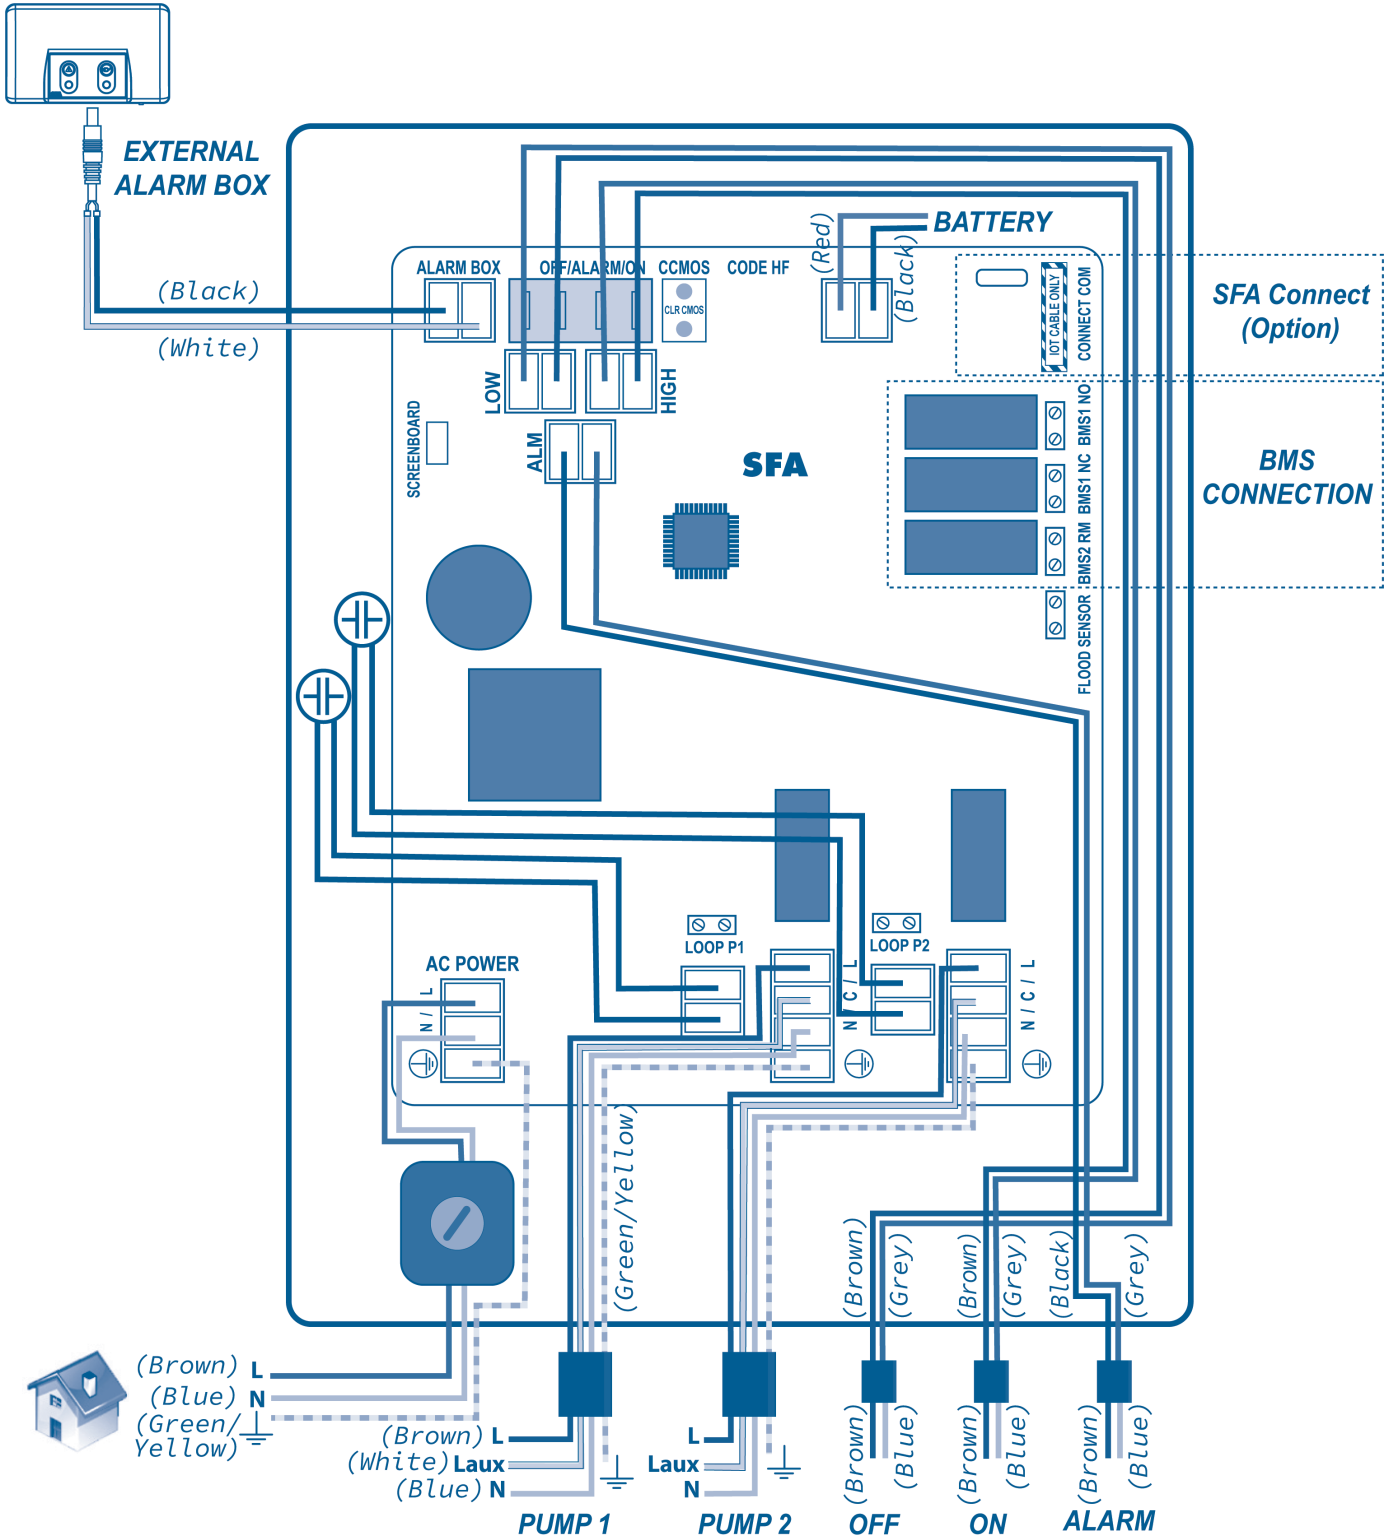 EXTERNAL
ALARM BOX
(Black)
(White)
ALARM BOX
OFF/ALARM/ON
CCMOS
CODE HF
CLR CMOS
(Red)
(Black)
BATTERY
IOT CABLE ONLY
CONNECT COM
SFA Connect
(Option)
LOW
HIGH
ALM
SCREENBOARD
SFA
BMS1 NO
BMS1 NC
BMS2 RM
BMS
CONNECTION
FLOOD SENSOR
LOOP P1
LOOP P2
AC POWER
N / L
N / C / L
N / C / L
(Green/Yellow)
(Brown)
(Grey)
(Brown)
(Grey)
(Black)
(Grey)
(Brown) L
(Blue) N
(Green/
Yellow)
(Brown) L
(White) Laux
(Blue) N
PUMP 1
L
Laux
N
PUMP 2
(Brown)
(Blue)
OFF
(Brown)
(Blue)
ON
(Brown)
(Blue)
ALARM